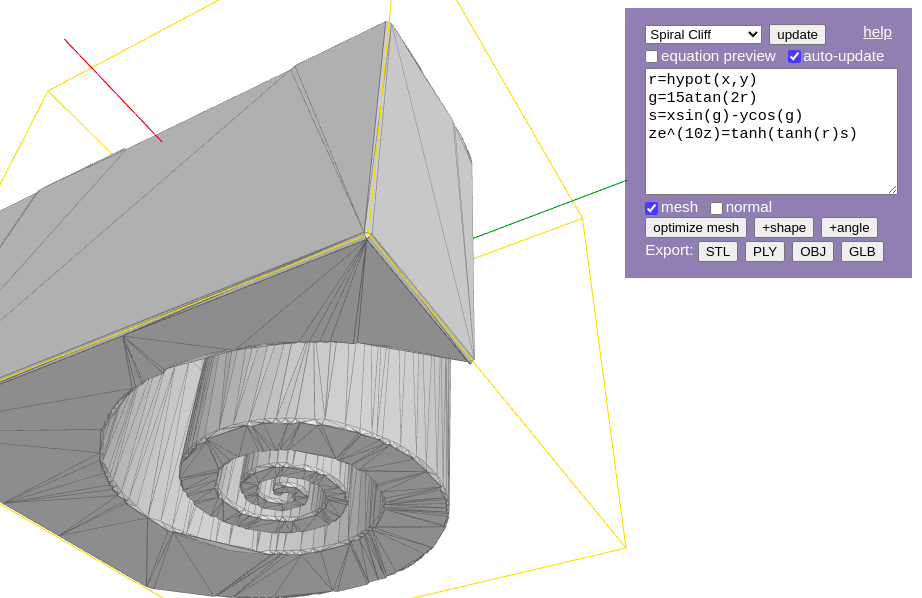 Spiral Cliff update help
equation preview auto-update
r=hypot(x,y)
g=15atan(2r)
s=xsin(g)-ycos(g)
ze^(10z)=tanh(tanh(r)s)
mesh normal
optimize mesh +shape +angle
Export: STL PLY OBJ GLB